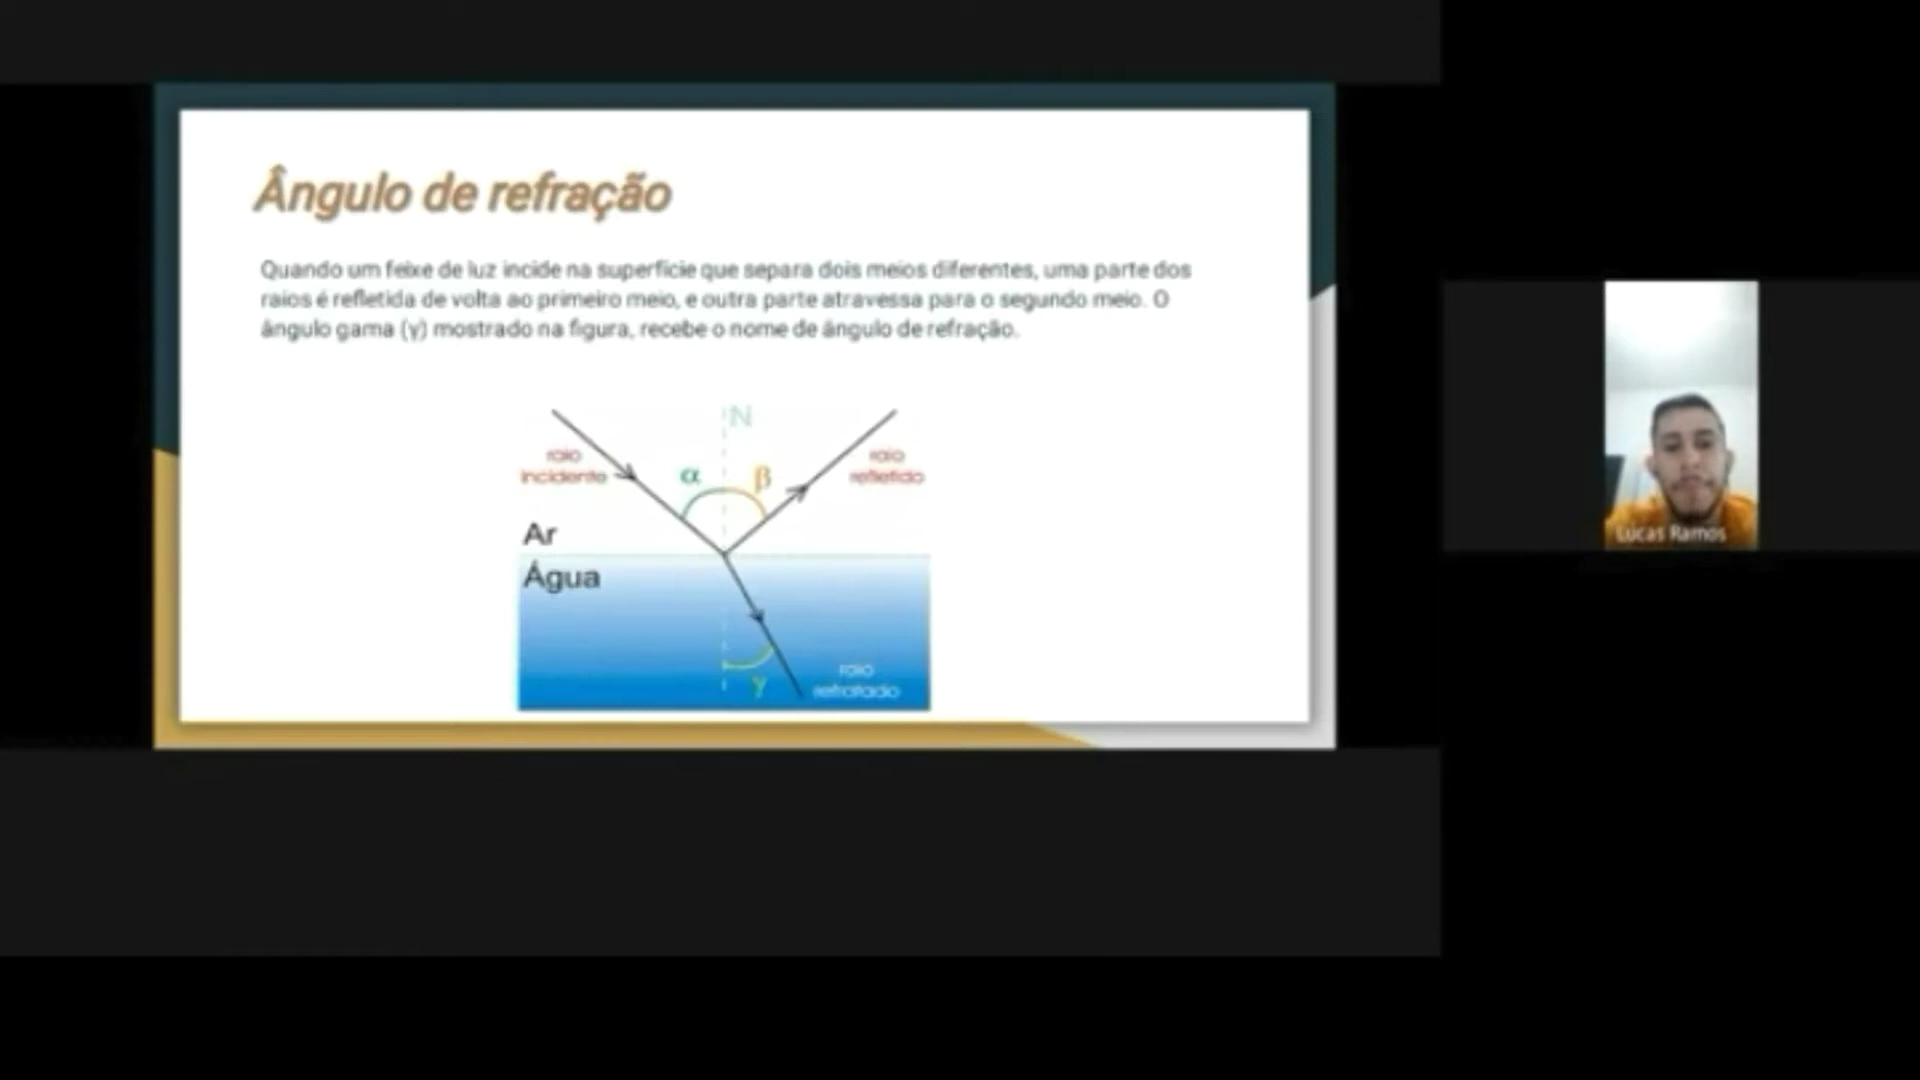 Ângulo de refração
Quando um feixe de luz incide na superfície que separa dois meios diferentes, uma parte dos
raios é refletida de volta ao primeiro meio, e outra parte atravessa para o segundo meio. O
ângulo gama (γ) mostrado na figura, recebe o nome de ângulo de refração.
N
raio
incidente
α
β
raio
refletido
Ar
Água
γ
raio
refratado
Lucas Ramos